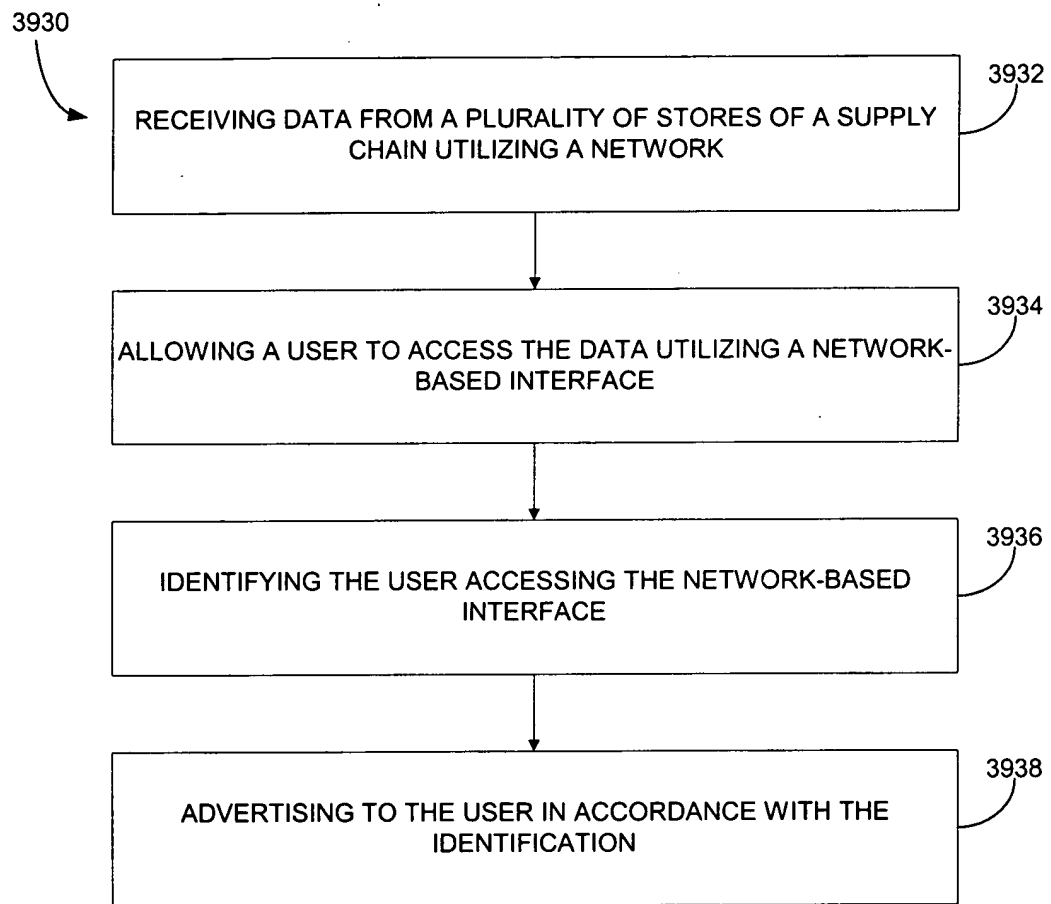 3930
3932
RECEIVING DATA FROM A PLURALITY OF STORES OF A SUPPLY
CHAIN UTILIZING A NETWORK
3934
ALLOWING A USER TO ACCESS THE DATA UTILIZING A NETWORK-
BASED INTERFACE
3936
IDENTIFYING THE USER ACCESSING THE NETWORK-BASED
INTERFACE
3938
ADVERTISING TO THE USER IN ACCORDANCE WITH THE
IDENTIFICATION